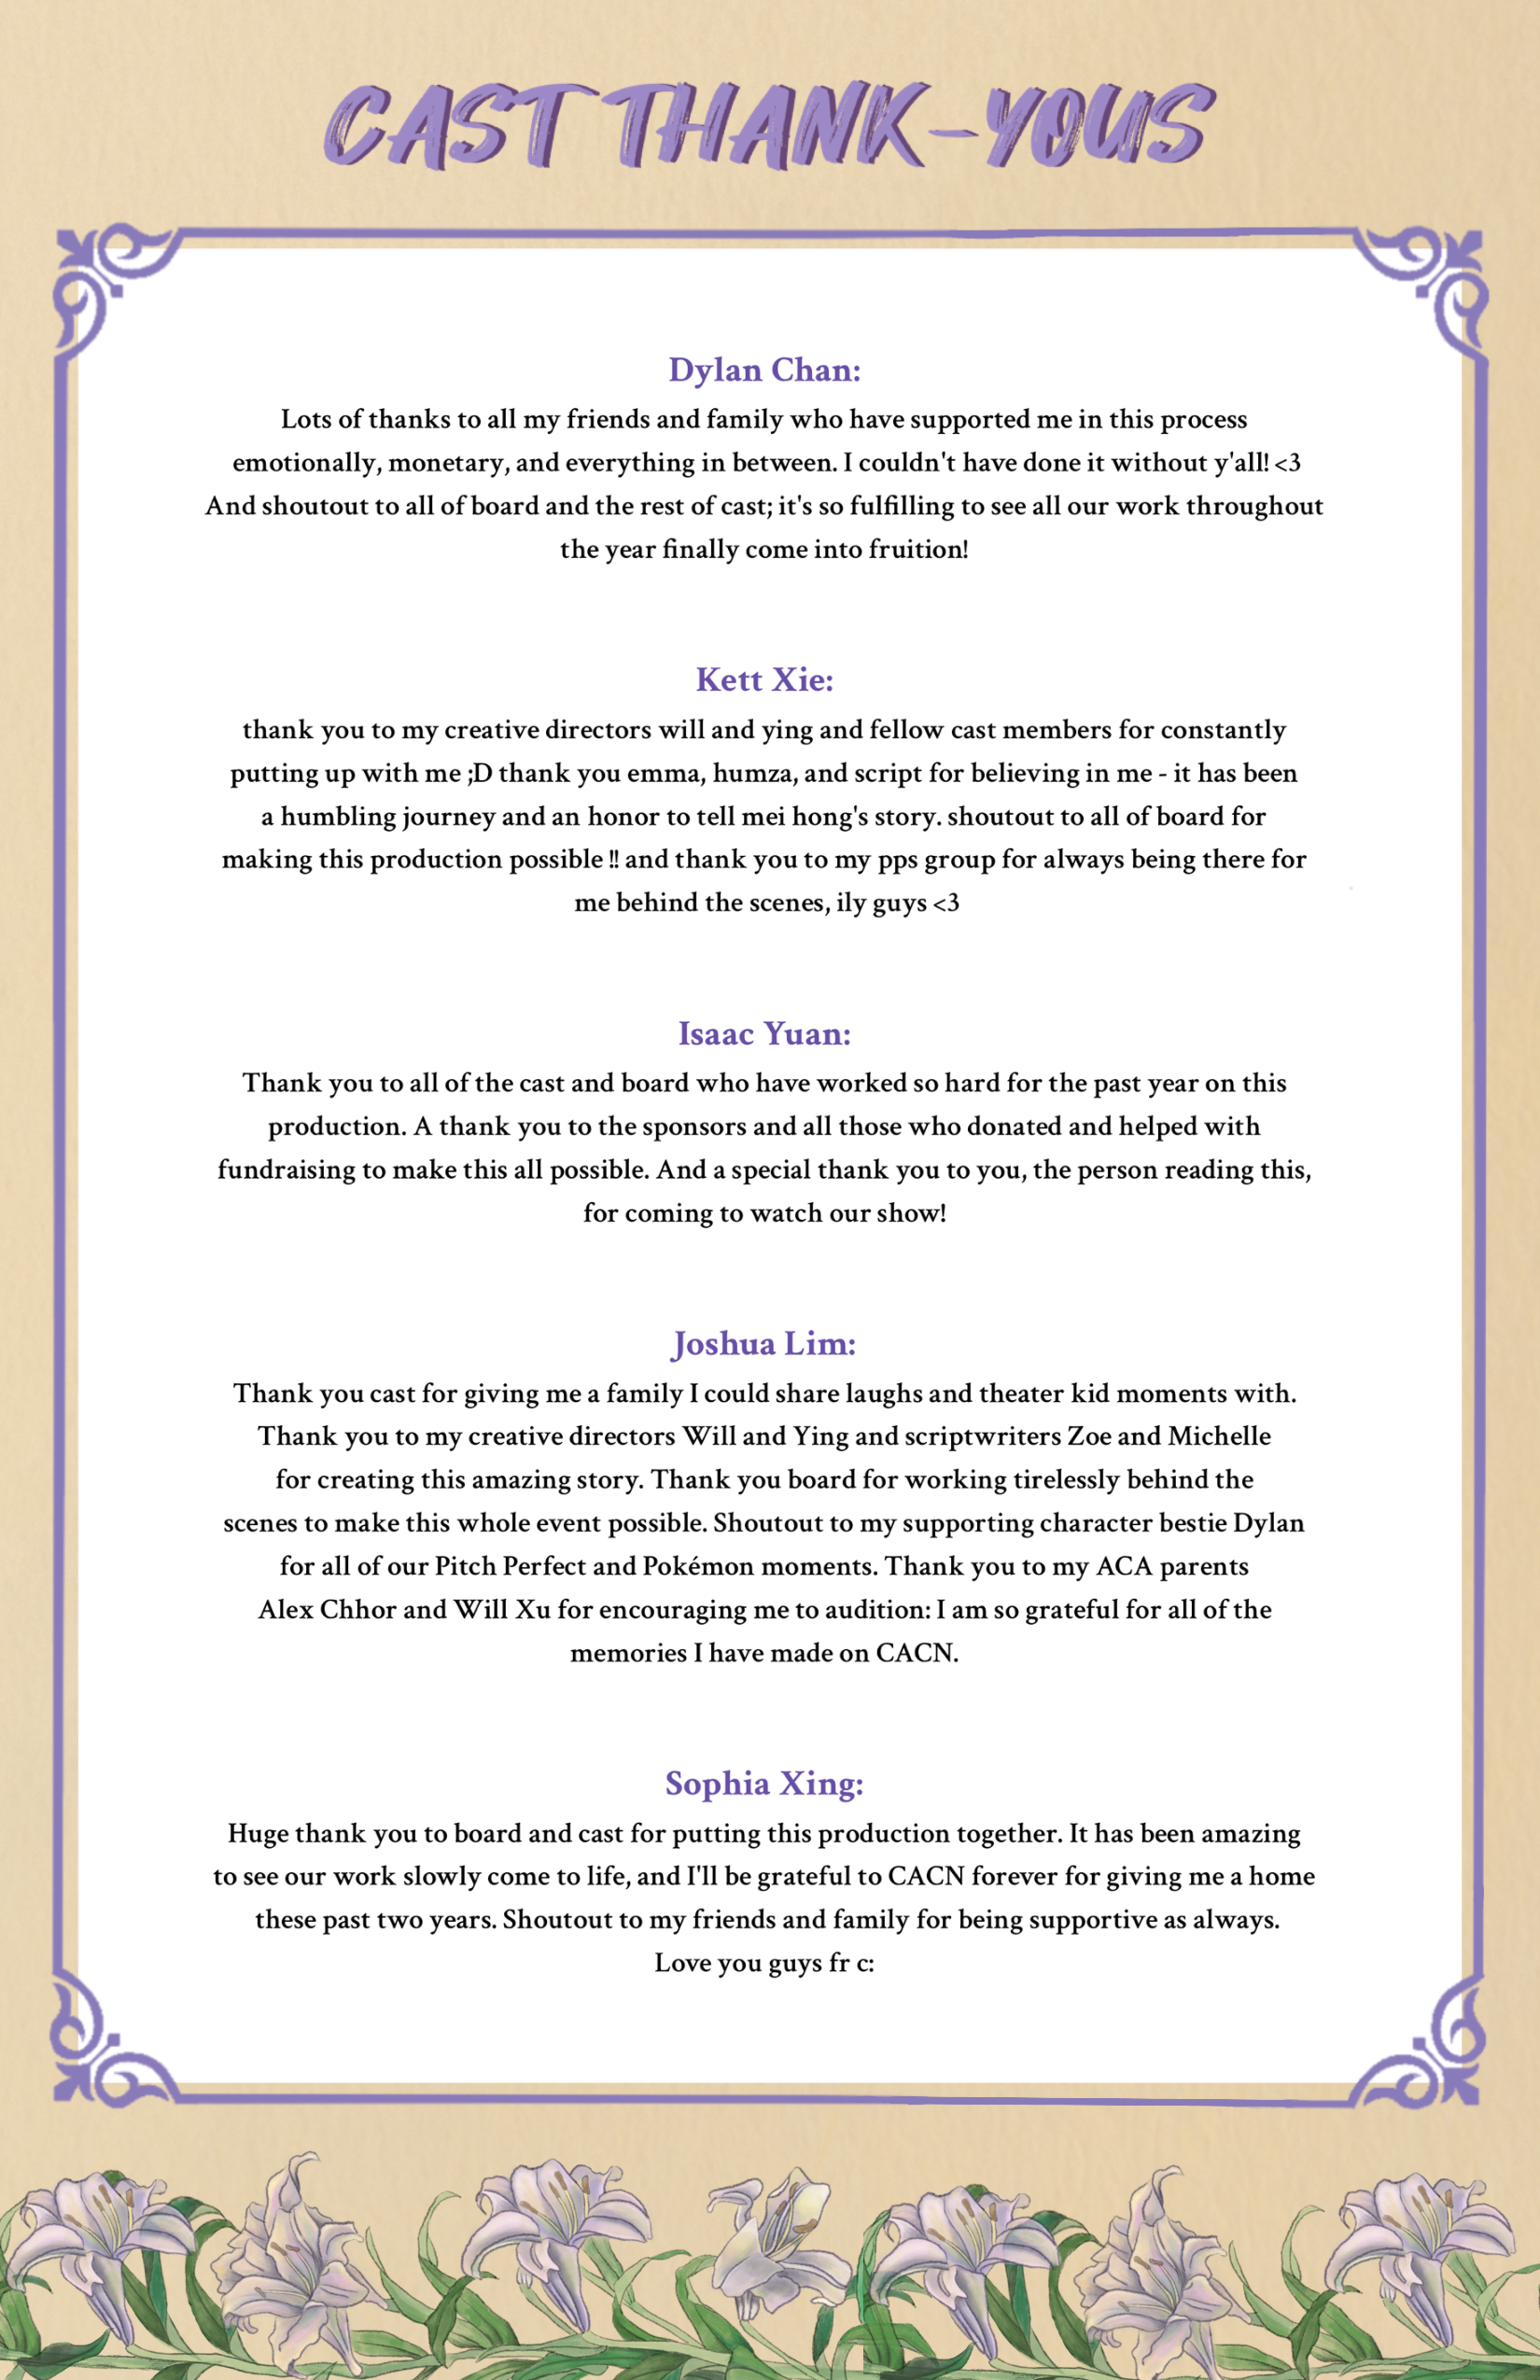 CAST THANK-YOUS
Dylan Chan:
Lots of thanks to all my friends and family who have supported me in this process
emotionally, monetary, and everything in between. I couldn't have done it without y'all! <3
And shoutout to all of board and the rest of cast; it's so fulfilling to see all our work throughout
the year finally come into fruition!
Kett Xie:
thank you to my creative directors will and ying and fellow cast members for constantly
putting up with me ;D thank you emma, humza, and script for believing in me - it has been
a humbling journey and an honor to tell mei hong's story. shoutout to all of board for
making this production possible !! and thank you to my pps group for always being there for
me behind the scenes, ily guys <3
Isaac Yuan:
Thank you to all of the cast and board who have worked so hard for the past year on this
production. A thank you to the sponsors and all those who donated and helped with
fundraising to make this all possible. And a special thank you to you, the person reading this,
for coming to watch our show!
Joshua Lim:
Thank you cast for giving me a family I could share laughs and theater kid moments with.
Thank you to my creative directors Will and Ying and scriptwriters Zoe and Michelle
for creating this amazing story. Thank you board for working tirelessly behind the
scenes to make this whole event possible. Shoutout to my supporting character bestie Dylan
for all of our Pitch Perfect and Pokémon moments. Thank you to my ACA parents
Alex Chhor and Will Xu for encouraging me to audition: I am so grateful for all of the
memories I have made on CACN.
Sophia Xing:
Huge thank you to board and cast for putting this production together. It has been amazing
to see our work slowly come to life, and I'll be grateful to CACN forever for giving me a home
these past two years. Shoutout to my friends and family for being supportive as always.
Love you guys fr c: